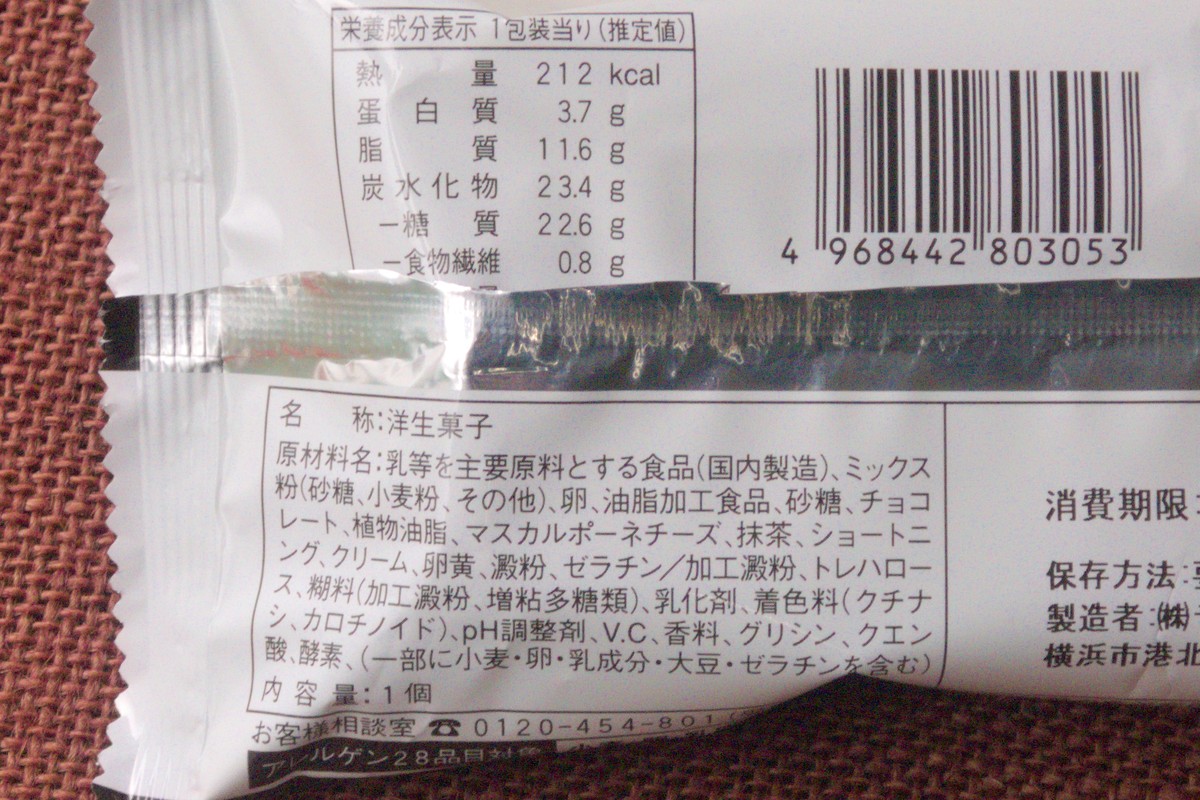 栄養成分表示 1包装当り(推定値)
熱量 212 kcal
蛋白質 3.7 g
脂質 11.6 g
炭水化物 23.4 g
－糖質 22.6 g
－食物繊維 0.8 g
4 968442 803053
名称:洋生菓子
原材料名:乳等を主要原料とする食品(国内製造)、ミックス
粉(砂糖、小麦粉、その他)、卵、油脂加工食品、砂糖、チョコ
レート、植物油脂、マスカルポーネチーズ、抹茶、ショートニ
ング、クリーム、卵黄、澱粉、ゼラチン／加工澱粉、トレハロー
ス、糊料(加工澱粉、増粘多糖類)、乳化剤、着色料(クチナ
シ、カロチノイド)、pH調整剤、V.C、香料、グリシン、クエン
酸、酵素、(一部に小麦・卵・乳成分・大豆・ゼラチンを含む)
内容量:1個
お客様相談室 ☎0120-454-801
アレルゲン28品目対象
消費期限
保存方法:
製造者:㈱
横浜市港北